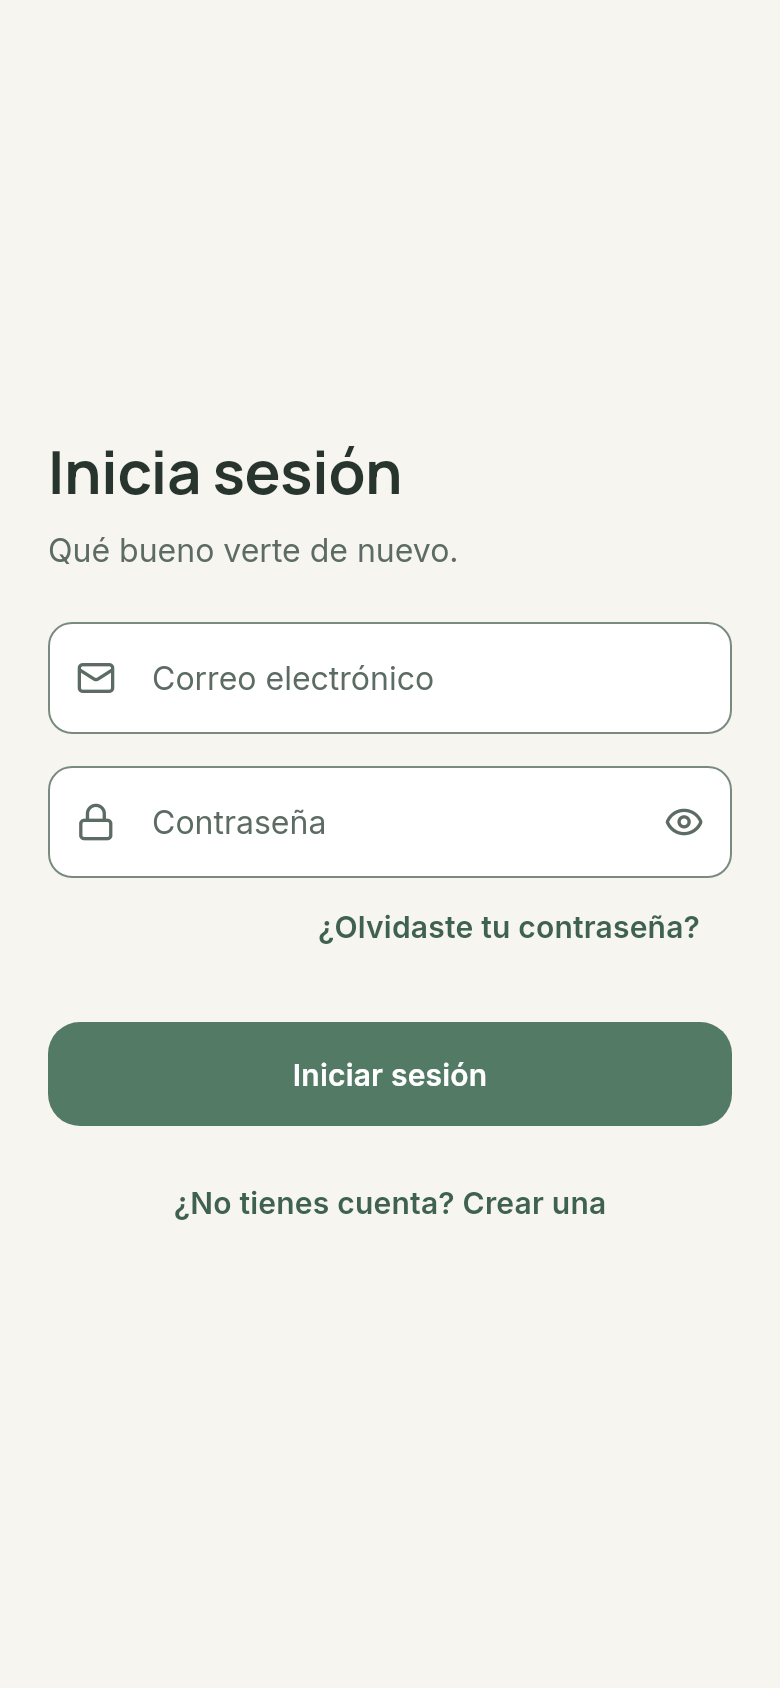 Inicia sesión
Qué bueno verte de nuevo.
Correo electrónico
Contraseña
¿Olvidaste tu contraseña?
Iniciar sesión
¿No tienes cuenta? Crear una